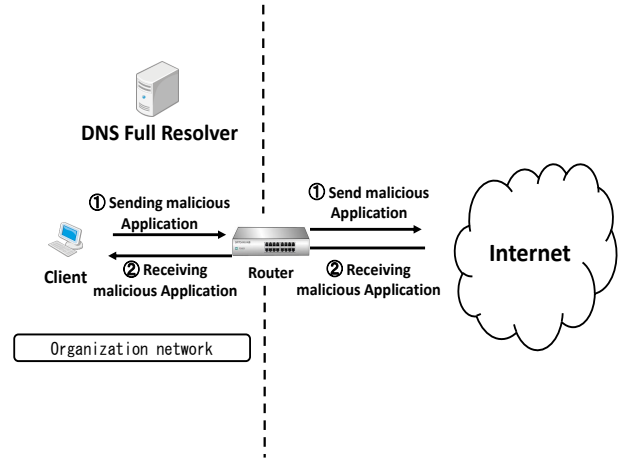 DNS Full Resolver
① Sending malicious
Application
① Send malicious
Application
Client
② Receiving
malicious Application
Router
② Receiving
malicious Application
Internet
Organization network